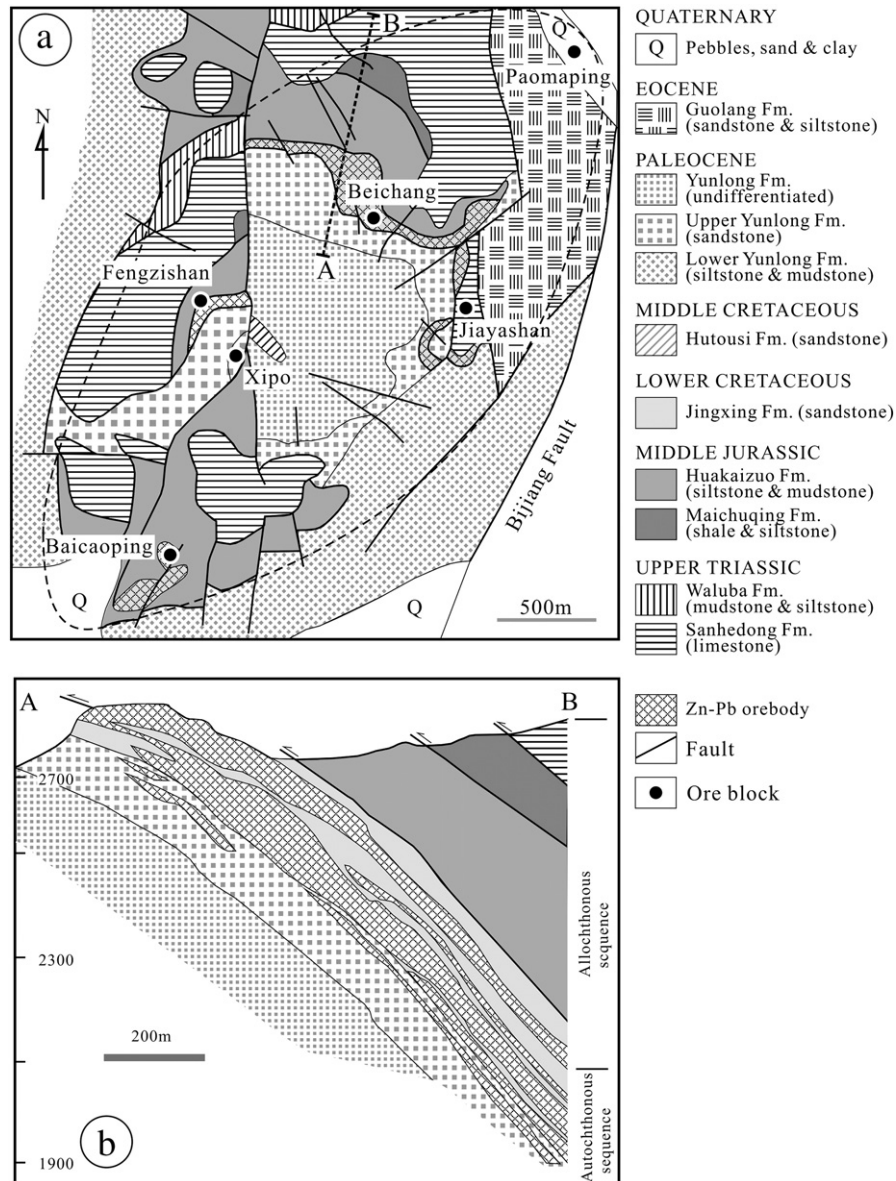 a
N
B
Q
Paomaping
Beichang
A
Fengzishan
Jiayashan
Xipo
Bijiang Fault
Baicaoping
Q
Q
500m
QUATERNARY
Q
Pebbles, sand & clay
EOCENE
Guolang Fm.
(sandstone & siltstone)
PALEOCENE
Yunlong Fm.
(undifferentiated)
Upper Yunlong Fm.
(sandstone)
Lower Yunlong Fm.
(siltstone & mudstone)
MIDDLE CRETACEOUS
Hutousi Fm. (sandstone)
LOWER CRETACEOUS
Jingxing Fm. (sandstone)
MIDDLE JURASSIC
Huakaizuo Fm.
(siltstone & mudstone)
Maichuqing Fm.
(shale & siltstone)
UPPER TRIASSIC
Waluba Fm.
(mudstone & siltstone)
Sanhedong Fm.
(limestone)
Zn-Pb orebody
Fault
Ore block
A
B
2700
2300
1900
200m
b
Allochthonous
sequence
Autochthonous
sequence